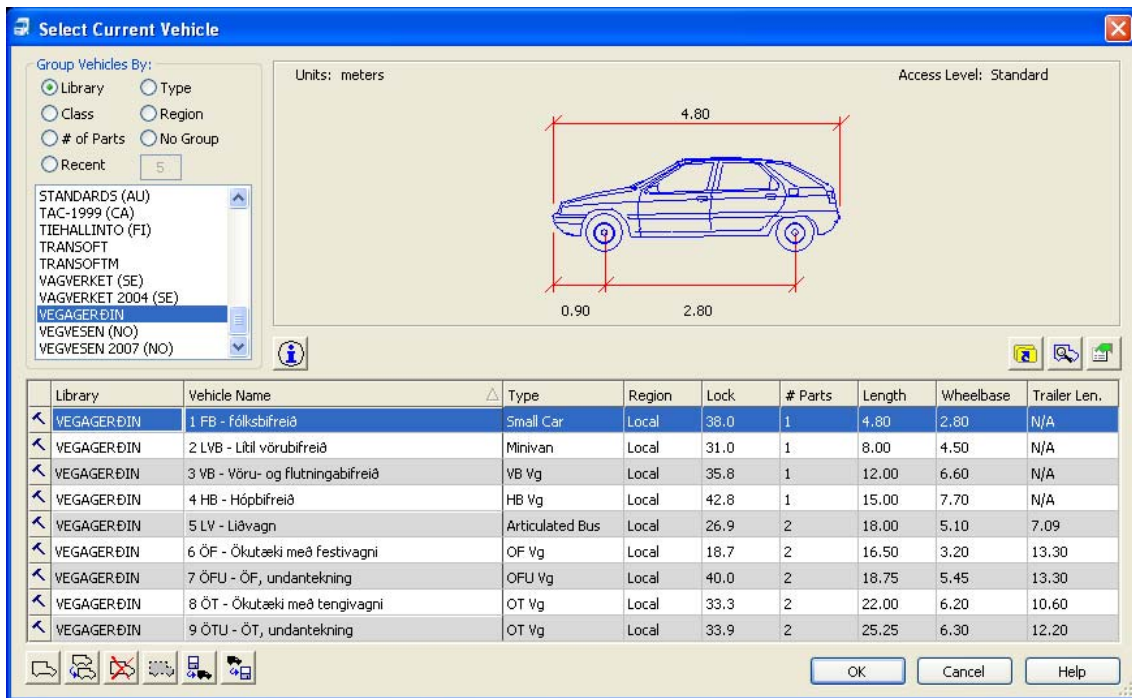 Select Current Vehicle
Group Vehicles By:
Library Type
Class Region
# of Parts No Group
Recent 5
STANDARDS (AU)
TAC-1999 (CA)
TIEHALLINTO (FI)
TRANSOFT
TRANSOFTM
VAGVERKET (SE)
VAGVERKET 2004 (SE)
VEGAGERÐIN
VEGVESEN (NO)
VEGVESEN 2007 (NO)
Units: meters Access Level: Standard
4.80
0.90 2.80
Library Vehicle Name Type Region Lock # Parts Length Wheelbase Trailer Len.
VEGAGERÐIN 1 FB - fólksbifreið Small Car Local 38.0 1 4.80 2.80 N/A
VEGAGERÐIN 2 LVB - Lítil vörubifreið Minivan Local 31.0 1 8.00 4.50 N/A
VEGAGERÐIN 3 VB - Vöru- og flutningabifreið VB Vg Local 35.8 1 12.00 6.60 N/A
VEGAGERÐIN 4 HB - Hópbifreið HB Vg Local 42.8 1 15.00 7.70 N/A
VEGAGERÐIN 5 LV - Liðvagn Articulated Bus Local 26.9 2 18.00 5.10 7.09
VEGAGERÐIN 6 ÖF - Ökutæki með festivagni OF Vg Local 18.7 2 16.50 3.20 13.30
VEGAGERÐIN 7 ÖFU - ÖF, undantekning OFU Vg Local 40.0 2 18.75 5.45 13.30
VEGAGERÐIN 8 ÖT - Ökutæki með tengivagni OT Vg Local 33.3 2 22.00 6.20 10.60
VEGAGERÐIN 9 ÖTU - ÖT, undantekning OT Vg Local 33.9 2 25.25 6.30 12.20
OK Cancel Help